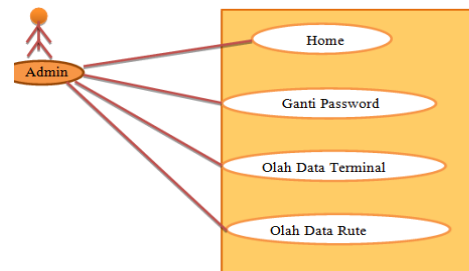 Home
Admin
Ganti Password
Olah Data Terminal
Olah Data Rute